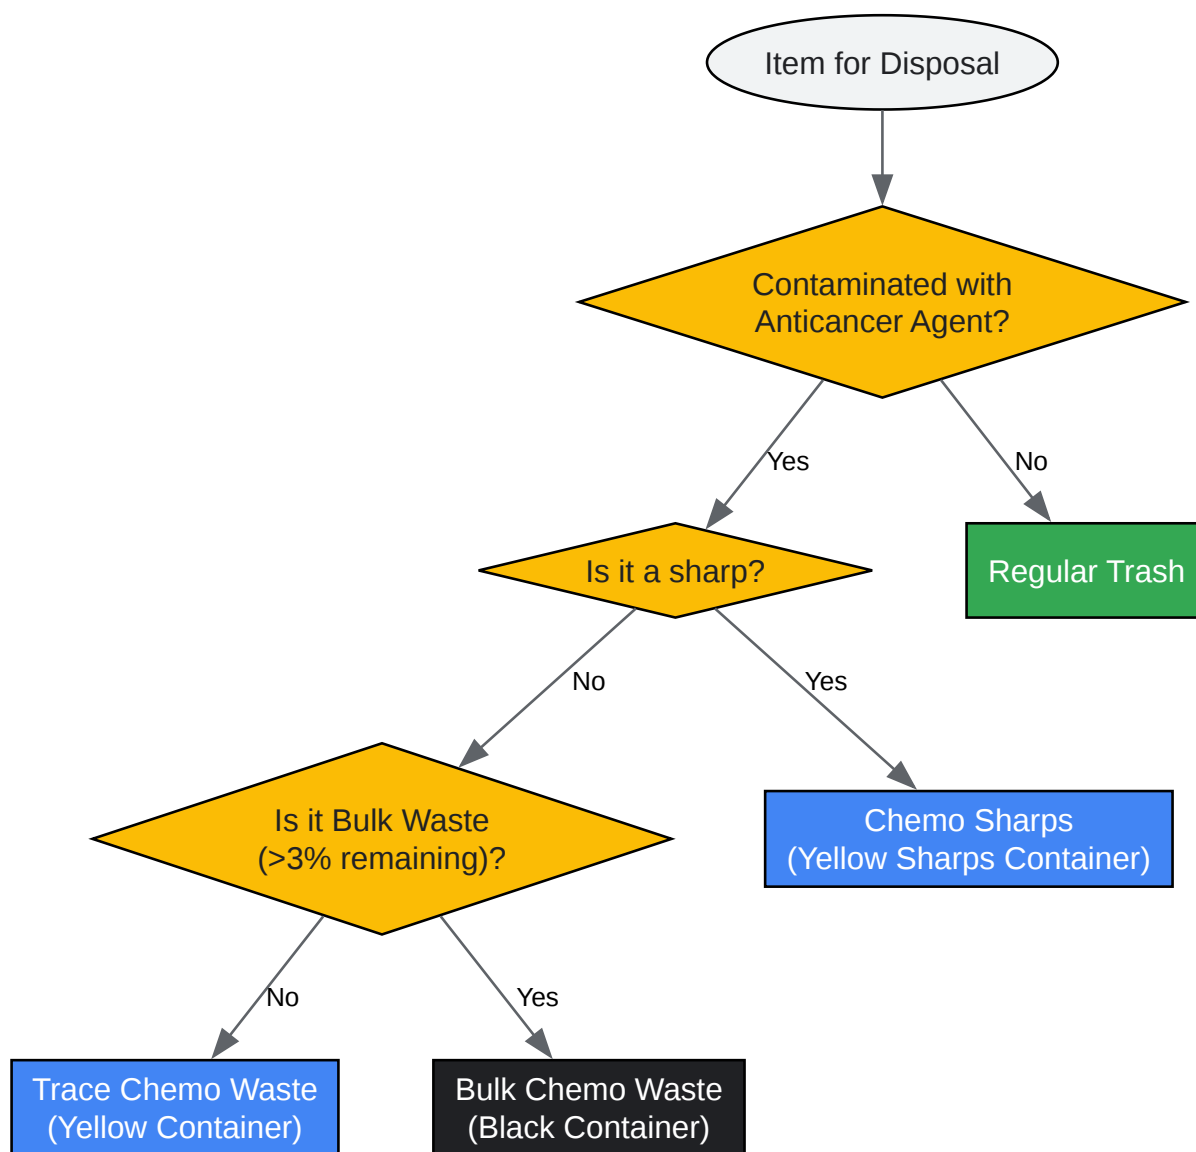 Item for Disposal
Contaminated with
Anticancer Agent?
Yes
No
Is it a sharp?
Regular Trash
No
Yes
Is it Bulk Waste
(>3% remaining)?
Chemo Sharps
(Yellow Sharps Container)
No
Yes
Trace Chemo Waste
(Yellow Container)
Bulk Chemo Waste
(Black Container)